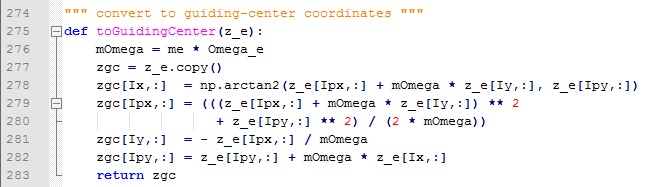 274 """ convert to guiding-center coordinates """
275 def toGuidingCenter(z_e):
276     mOmega = me * Omega_e
277     zgc = z_e.copy()
278     zgc[Ix,:]  = np.arctan2(z_e[Ipx,:] + mOmega * z_e[Iy,:], z_e[Ipy,:])
279     zgc[Ipx,:] = (((z_e[Ipx,:] + mOmega * z_e[Iy,:]) ** 2
280                     + z_e[Ipy,:] ** 2) / (2 * mOmega))
281     zgc[Iy,:]  = - z_e[Ipx,:] / mOmega
282     zgc[Ipy,:] = z_e[Ipy,:] + mOmega * z_e[Ix,:]
283     return zgc